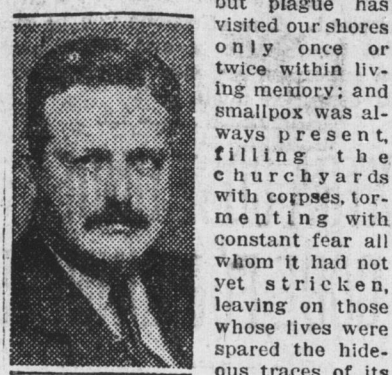 but plague has
visited our shores
only once or
twice within liv-
ing memory; and
smallpox was al-
ways present,
filling the
churchyards
with corpses, tor-
menting with
constant fear all
whom it had not
yet stricken,
leaving on those
whose lives were
spared the hide-
ous traces of its